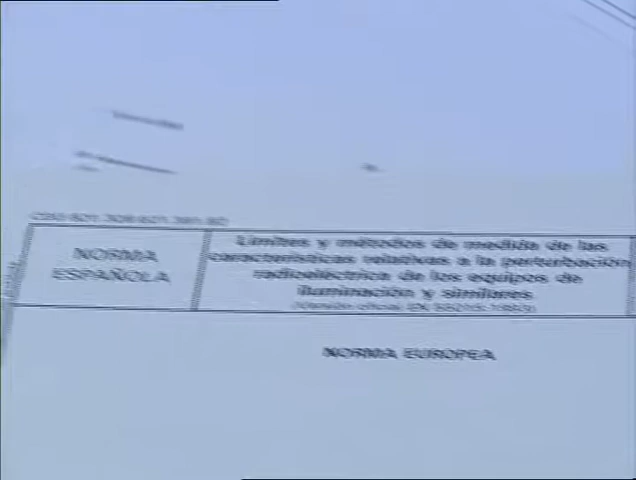 NORMA
ESPAÑOLA
Límites y métodos de medida de las
características relativas a la perturbación
radioeléctrica de los equipos de
iluminación y similares
NORMA EUROPEA